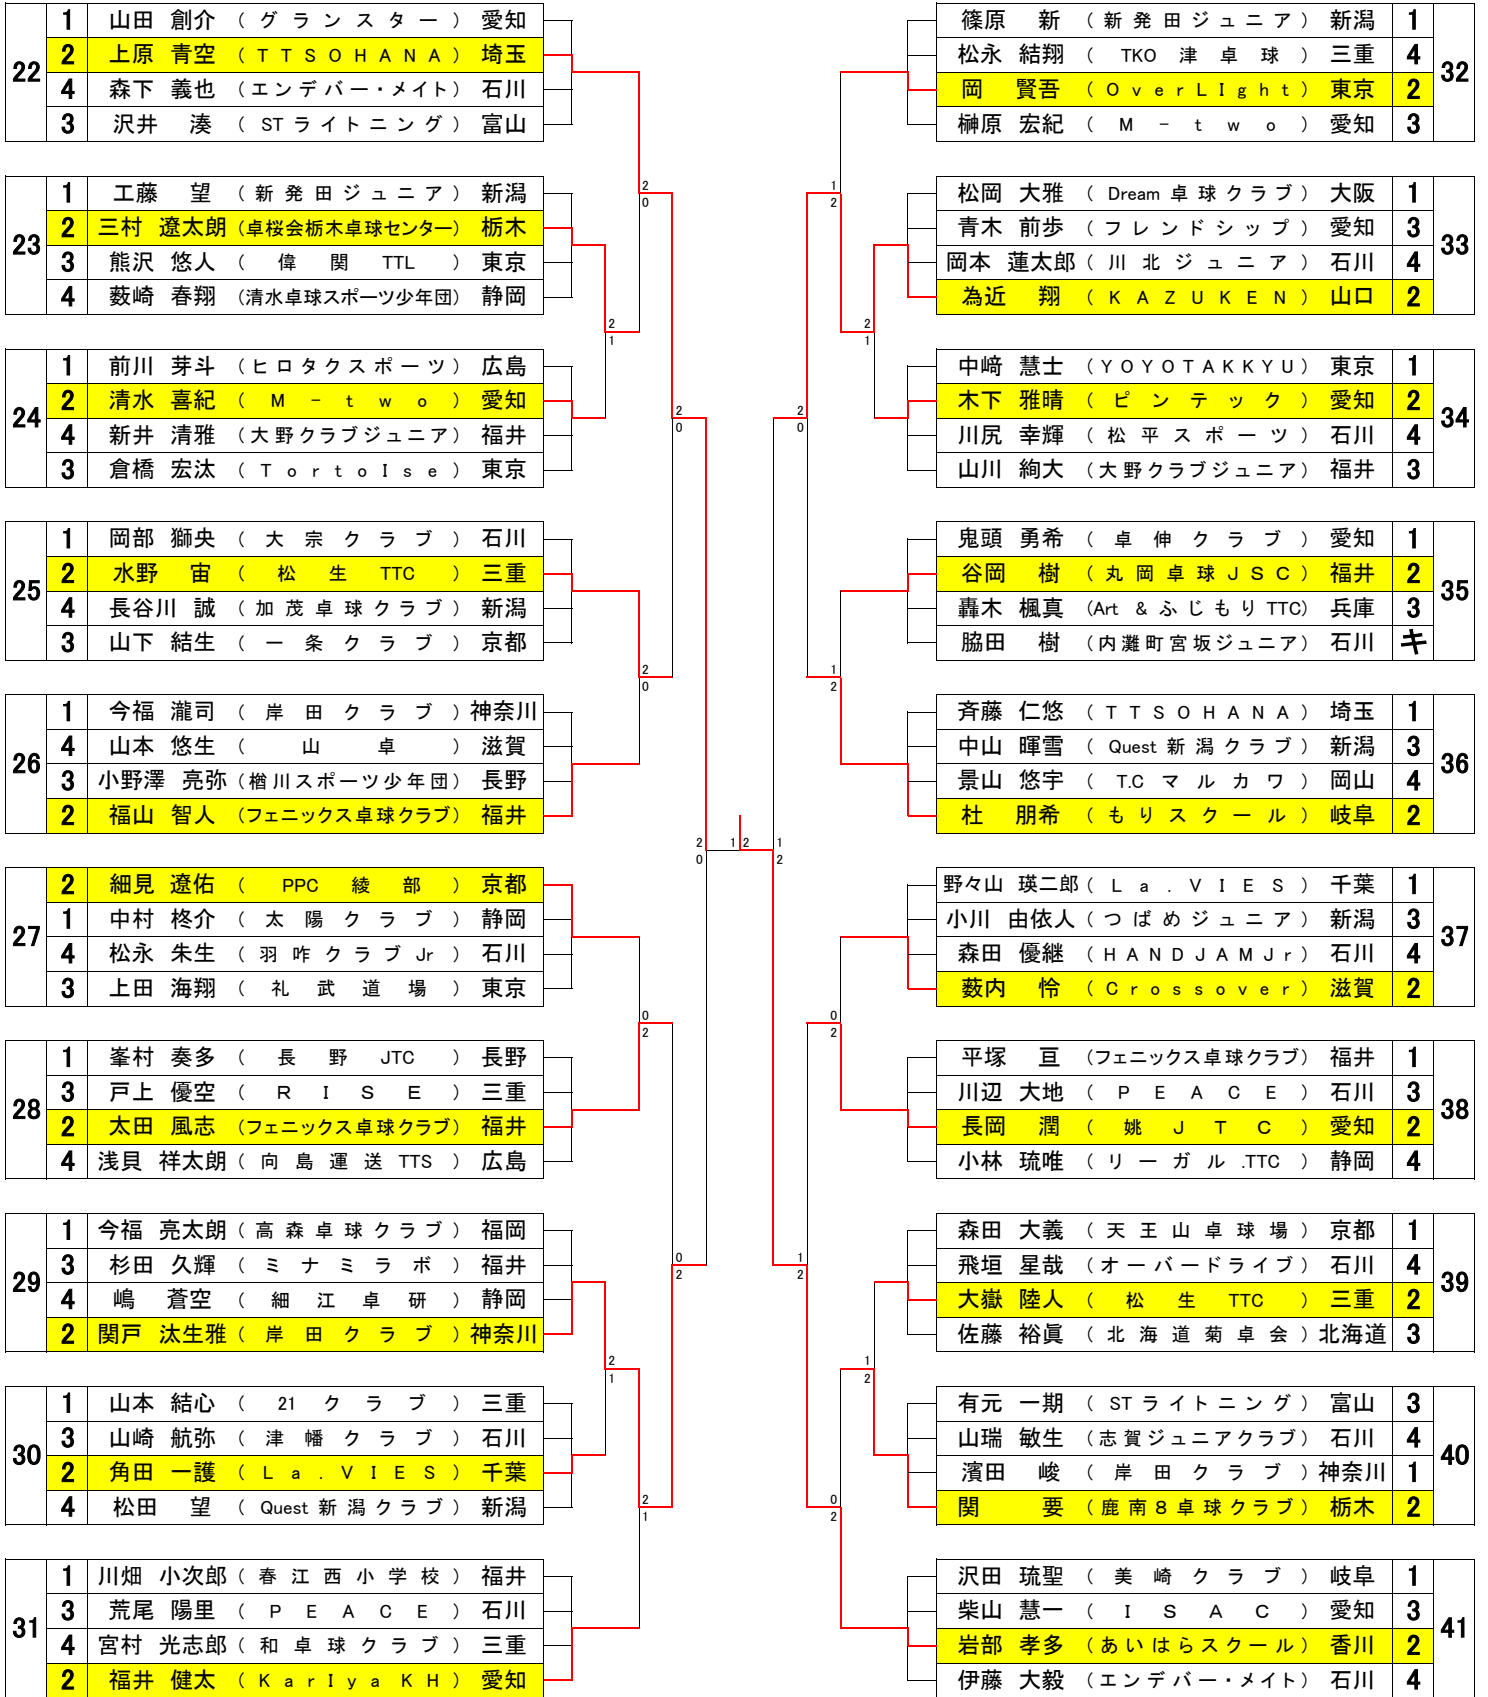 22
1 山田 創介 (グランスター) 愛知
2 上原 青空 (TTSOHANA) 埼玉
4 森下 義也 (エンデバー・メイト) 石川
3 沢井 湊 (STライトニング) 富山
23
1 工藤 望 (新発田ジュニア) 新潟
2 三村 遼太朗 (卓桜会栃木卓球センター) 栃木
3 熊沢 悠人 (偉関TTL) 東京
4 薮崎 春翔 (清水卓球スポーツ少年団) 静岡
24
1 前川 芽斗 (ヒロタクスポーツ) 広島
2 清水 喜紀 (M-two) 愛知
4 新井 清雅 (大野クラブジュニア) 福井
3 倉橋 宏汰 (TortoIse) 東京
25
1 岡部 獅央 (大宗クラブ) 石川
2 水野 宙 (松生TTC) 三重
4 長谷川 誠 (加茂卓球クラブ) 新潟
3 山下 結生 (一条クラブ) 京都
26
1 今福 瀧司 (岸田クラブ) 神奈川
4 山本 悠生 (山卓) 滋賀
3 小野澤 亮弥 (楢川スポーツ少年団) 長野
2 福山 智人 (フェニックス卓球クラブ) 福井
27
2 細見 遼佑 (PPC綾部) 京都
1 中村 柊介 (太陽クラブ) 静岡
4 松永 朱生 (羽咋クラブJr) 石川
3 上田 海翔 (礼武道場) 東京
28
1 峯村 奏多 (長野JTC) 長野
3 戸上 優空 (RISE) 三重
2 太田 風志 (フェニックス卓球クラブ) 福井
4 浅見 祥太朗 (向島運送TTS) 広島
29
1 今福 亮太朗 (高森卓球クラブ) 福岡
3 杉田 久輝 (ミナミラボ) 福井
4 嶋 蒼空 (細江卓研) 静岡
2 関戸 汰生雅 (岸田クラブ) 神奈川
30
1 山本 結心 (21クラブ) 三重
3 山崎 航弥 (津幡クラブ) 石川
2 角田 一護 (La.VIES) 千葉
4 松田 望 (Quest新潟クラブ) 新潟
31
1 川畑 小次郎 (春江西小学校) 福井
3 荒尾 陽里 (PEACE) 石川
4 宮村 光志郎 (和卓球クラブ) 三重
2 福井 健太 (KarIyaKH) 愛知
2
0
2
1
2
0
2
0
2
0
0
2
0
2
2
1
2
1
1 2
1
2
2
1
2
0
2
1
1
2
0
2
1
2
1
2
0
2
篠原 新 (新発田ジュニア) 新潟 1
松永 結翔 (TKO津卓球) 三重 4
岡 賢吾 (OverLIght) 東京 2
榊原 宏紀 (M-two) 愛知 3
32
松岡 大雅 (Dream卓球クラブ) 大阪 1
青木 前歩 (フレンドシップ) 愛知 3
岡本 蓮太郎 (川北ジュニア) 石川 4
為近 翔 (KAZUKEN) 山口 2
33
中﨑 慧士 (YOYOTAKKYU) 東京 1
木下 雅晴 (ピンテック) 愛知 2
川尻 幸輝 (松平スポーツ) 石川 4
山川 絢大 (大野クラブジュニア) 福井 3
34
鬼頭 勇希 (卓伸クラブ) 愛知 1
谷岡 樹 (丸岡卓球JSC) 福井 2
轟木 楓真 (Art & ふじもりTTC) 兵庫 3
脇田 樹 (内灘町宮坂ジュニア) 石川 キ
35
斉藤 仁悠 (TTSOHANA) 埼玉 1
中山 暉雪 (Quest新潟クラブ) 新潟 3
景山 悠宇 (T.Cマルカワ) 岡山 4
杜 朋希 (もりスクール) 岐阜 2
36
野々山 瑛二郎 (La.VIES) 千葉 1
小川 由依人 (つばめジュニア) 新潟 3
森田 優継 (HANDJAMJr) 石川 4
薮内 怜 (Crossover) 滋賀 2
37
平塚 亘 (フェニックス卓球クラブ) 福井 1
川辺 大地 (PEACE) 石川 3
長岡 潤 (姚JTC) 愛知 2
小林 琉唯 (リーガル.TTC) 静岡 4
38
森田 大義 (天王山卓球場) 京都 1
飛垣 星哉 (オーバードライブ) 石川 4
大嶽 陸人 (松生TTC) 三重 2
佐藤 裕眞 (北海道菊卓会) 北海道 3
39
有元 一期 (STライトニング) 富山 3
山瑞 敏生 (志賀ジュニアクラブ) 石川 4
濱田 峻 (岸田クラブ) 神奈川 1
関 要 (鹿南8卓球クラブ) 栃木 2
40
沢田 琉聖 (美崎クラブ) 岐阜 1
柴山 慧一 (ISAC) 愛知 3
岩部 孝多 (あいはらスクール) 香川 2
伊藤 大毅 (エンデバー・メイト) 石川 4
41